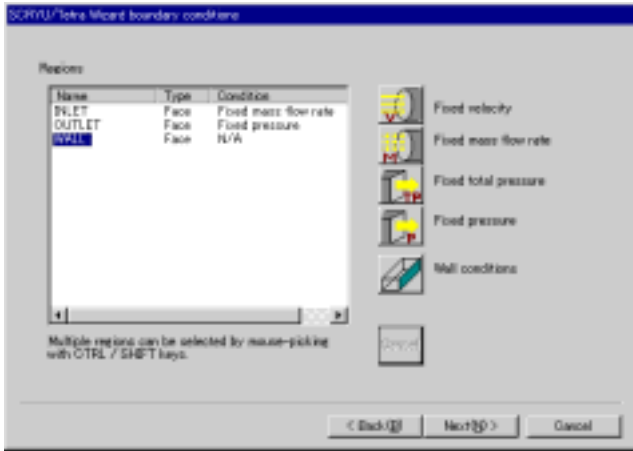 SCRYU/Tetra Wizard boundary conditions
Regions
Name Type Condition
INLET Face Fixed mass flow rate
OUTLET Face Fixed pressure
WALL Face N/A
Multiple regions can be selected by mouse-picking
with CTRL / SHIFT keys.
V Fixed velocity
M Fixed mass flow rate
TP Fixed total pressure
P Fixed pressure
Wall conditions
Cancel
< Back(B) Next(N) > Cancel